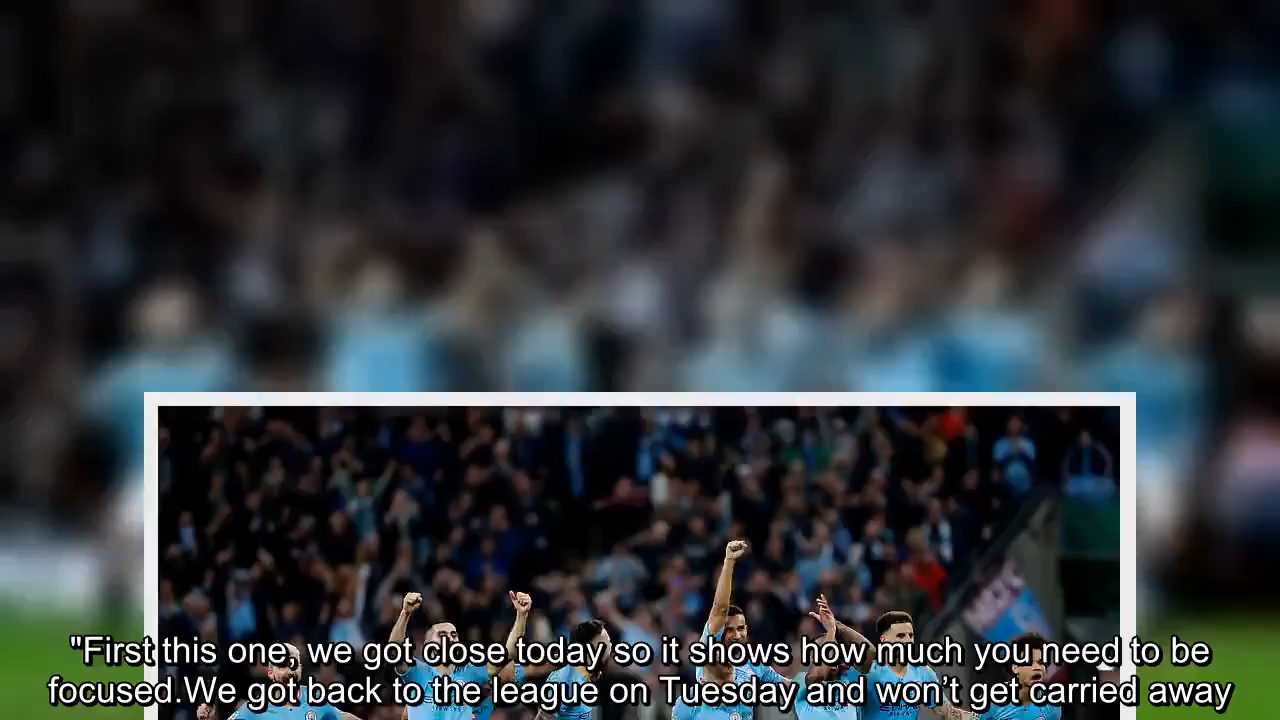 "First this one, we got close today so it shows how much you need to be
focused.We got back to the league on Tuesday and won’t get carried away